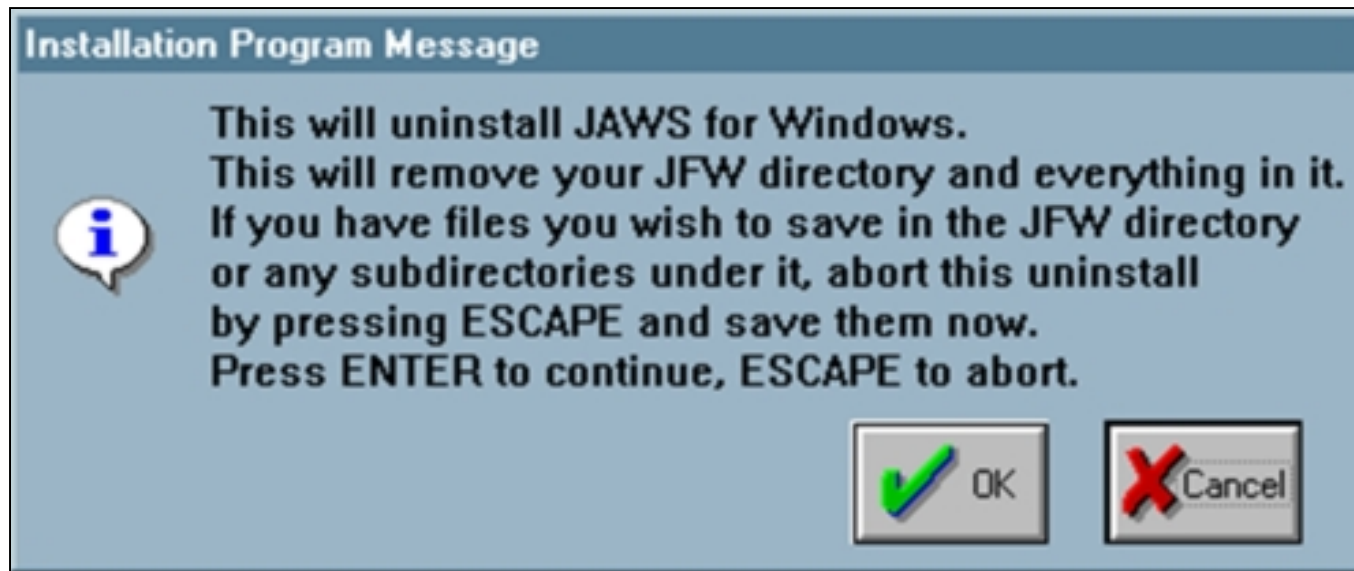 Installation Program Message
This will uninstall JAWS for Windows.
This will remove your JFW directory and everything in it.
If you have files you wish to save in the JFW directory
or any subdirectories under it, abort this uninstall
by pressing ESCAPE and save them now.
Press ENTER to continue, ESCAPE to abort.
OK
Cancel